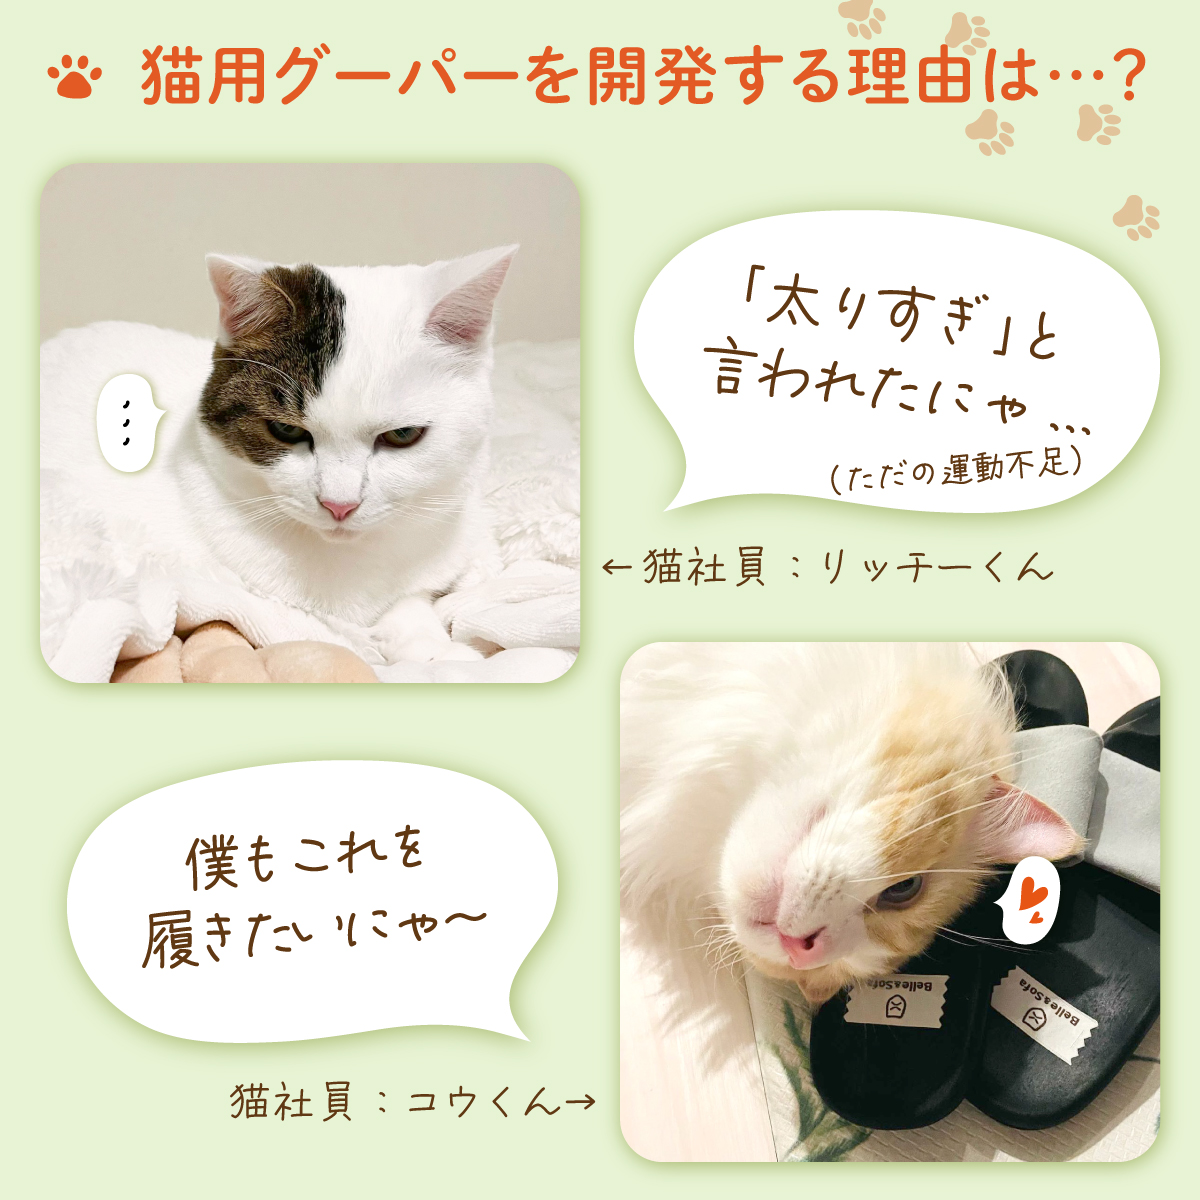 猫用グーパーを開発する理由は…？
「太りすぎ」と
言われたにゃ…
(ただの運動不足)
←猫社員：リッチーくん
僕もこれを
履きたいにゃ〜
猫社員：コウくん→
Belle&Sofa
Belle&Sofa